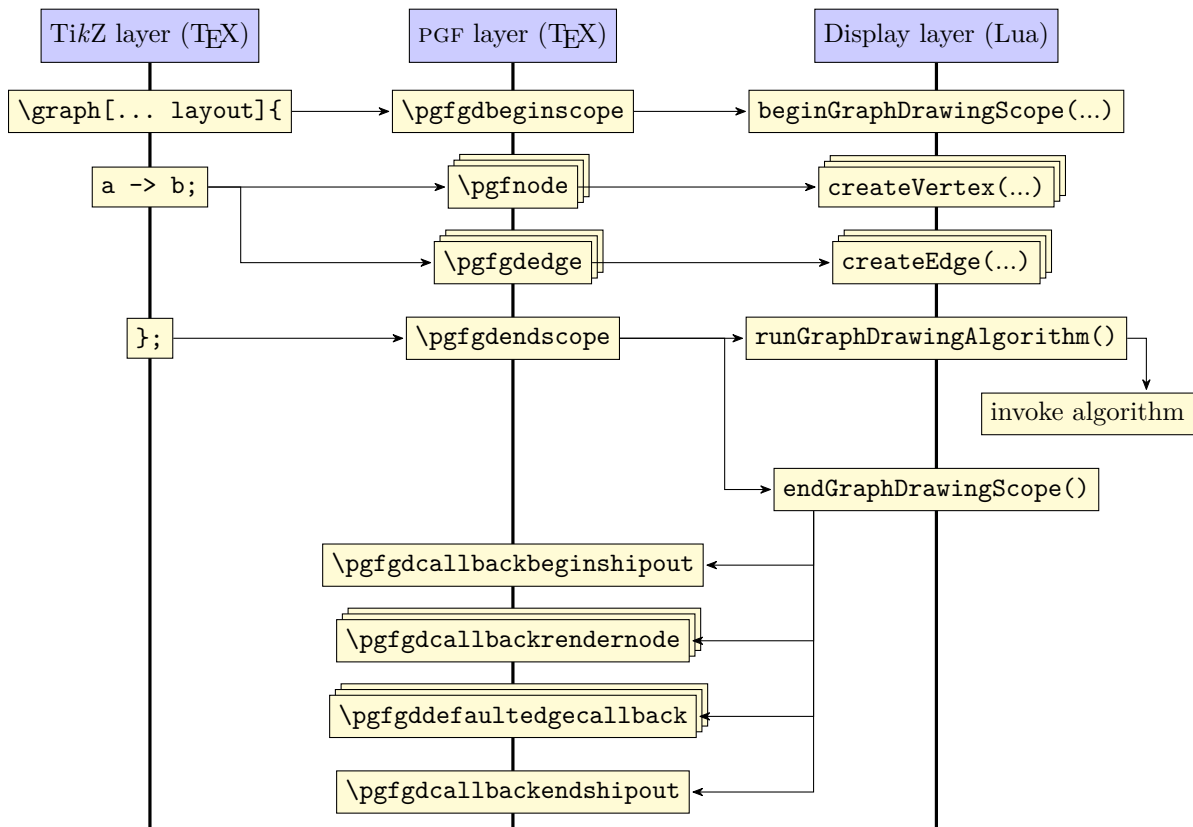 TikZ layer (TEX)
PGF layer (TEX)
Display layer (Lua)
\graph[... layout]{
\pgfgdbeginscope
beginGraphDrawingScope(...)
a -> b;
\pgfnode
createVertex(...)
\pgfgdedge
createEdge(...)
};
\pgfgdendscope
runGraphDrawingAlgorithm()
invoke algorithm
endGraphDrawingScope()
\pgfgdcallbackbeginshipout
\pgfgdcallbackrendernode
\pgfgddefaultedgecallback
\pgfgdcallbackendshipout